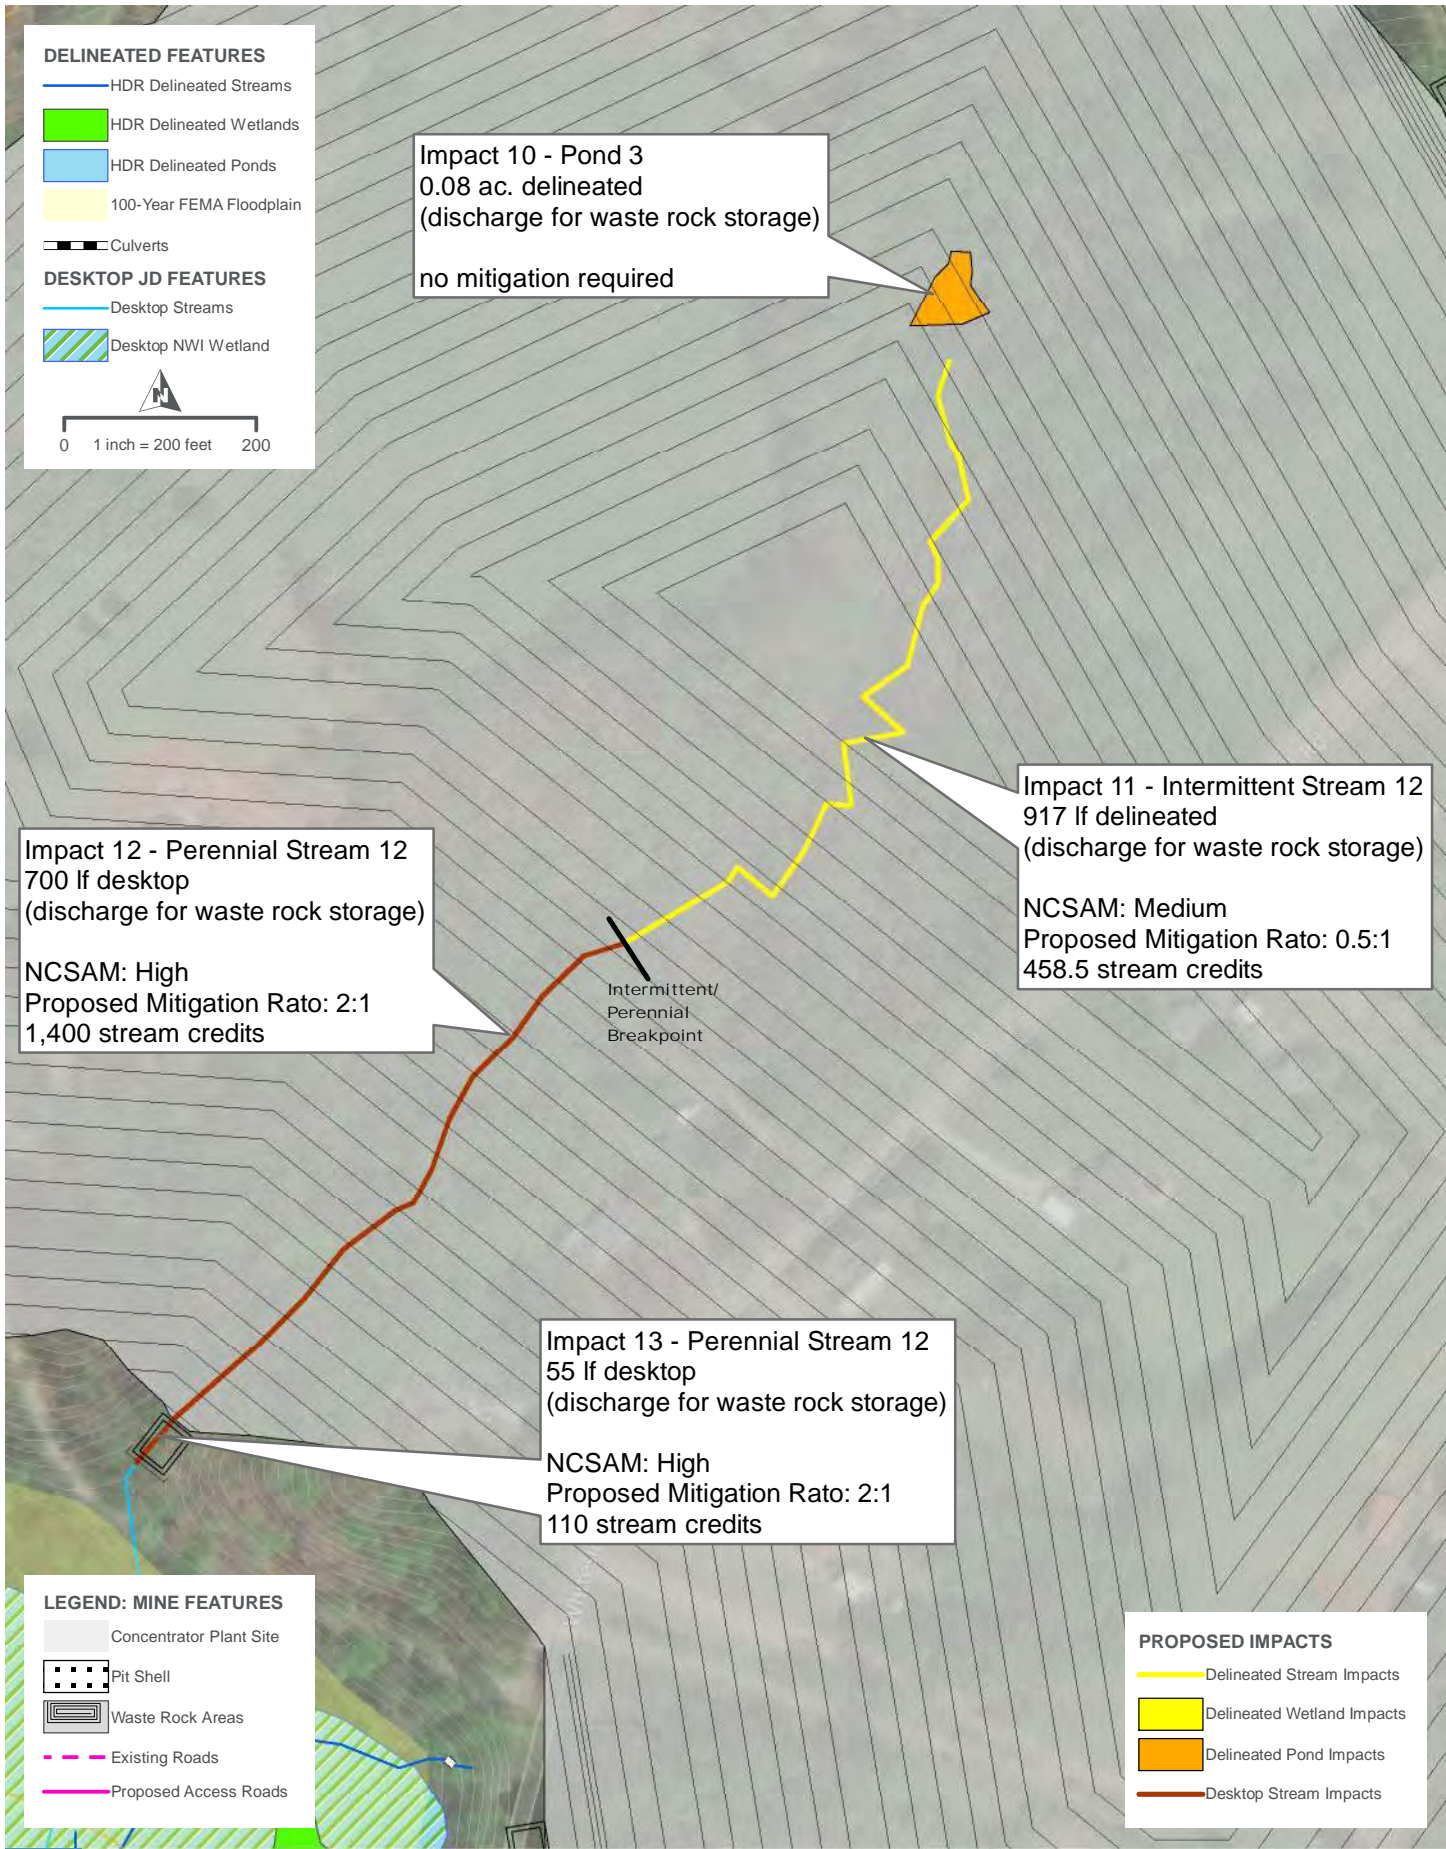 DELINEATED FEATURES
HDR Delineated Streams
HDR Delineated Wetlands
HDR Delineated Ponds
100-Year FEMA Floodplain
Culverts
DESKTOP JD FEATURES
Desktop Streams
Desktop NWI Wetland
N
0 1 inch = 200 feet 200
Impact 10 - Pond 3
0.08 ac. delineated
(discharge for waste rock storage)
no mitigation required
Impact 11 - Intermittent Stream 12
917 lf delineated
(discharge for waste rock storage)
NCSAM: Medium
Proposed Mitigation Rato: 0.5:1
458.5 stream credits
Impact 12 - Perennial Stream 12
700 lf desktop
(discharge for waste rock storage)
NCSAM: High
Proposed Mitigation Rato: 2:1
1,400 stream credits
Intermittent/
Perennial
Breakpoint
Impact 13 - Perennial Stream 12
55 lf desktop
(discharge for waste rock storage)
NCSAM: High
Proposed Mitigation Rato: 2:1
110 stream credits
LEGEND: MINE FEATURES
Concentrator Plant Site
Pit Shell
Waste Rock Areas
Existing Roads
Proposed Access Roads
PROPOSED IMPACTS
Delineated Stream Impacts
Delineated Wetland Impacts
Delineated Pond Impacts
Desktop Stream Impacts